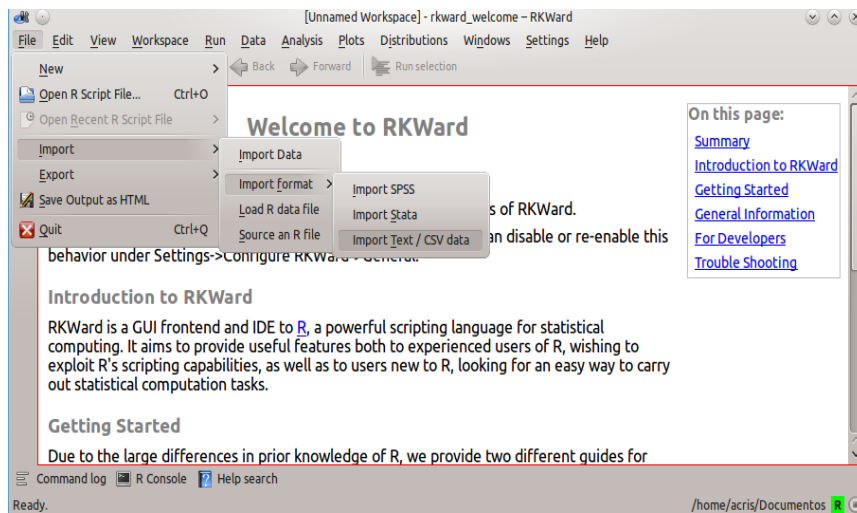 [Unnamed Workspace] - rkward_welcome – RKWard
File Edit View Workspace Run Data Analysis Plots Distributions Windows Settings Help
Back Forward Run selection
New
Open R Script File... Ctrl+O
Open Recent R Script File
Import
Export
Save Output as HTML
Quit Ctrl+Q
Import Data
Import format
Load R data file
Source an R file
Import SPSS
Import Stata
Import Text / CSV data
Welcome to RKWard
s of RKWard.
an disable or re-enable this
behavior under Settings->Configure RKWard->General.
Introduction to RKWard
RKWard is a GUI frontend and IDE to R, a powerful scripting language for statistical
computing. It aims to provide useful features both to experienced users of R, wishing to
exploit R's scripting capabilities, as well as to users new to R, looking for an easy way to carry
out statistical computation tasks.
Getting Started
Due to the large differences in prior knowledge of R, we provide two different guides for
On this page:
Summary
Introduction to RKWard
Getting Started
General Information
For Developers
Trouble Shooting
Command log R Console Help search
Ready. /home/acris/Documentos R